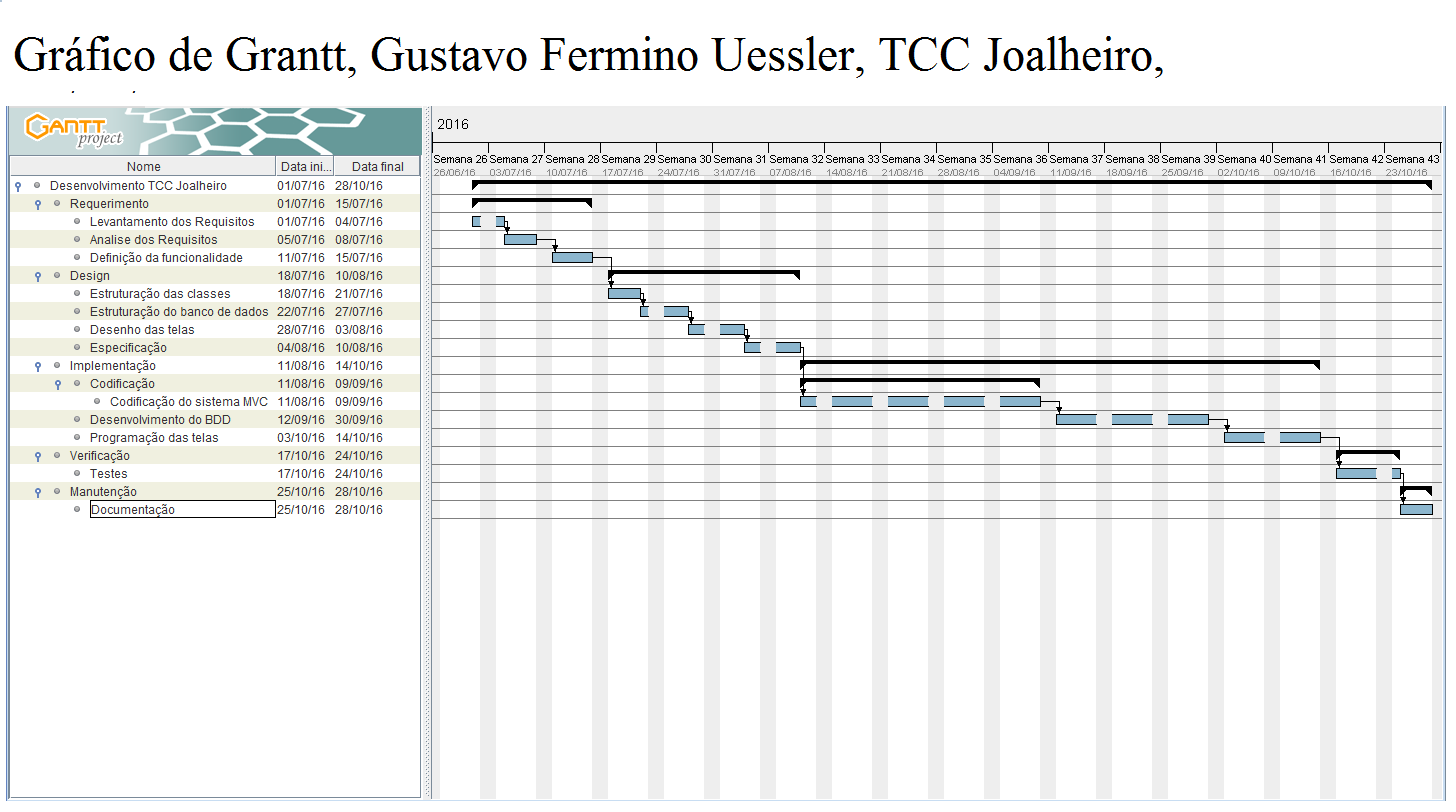 Gráfico de Grantt, Gustavo Fermino Uessler, TCC Joalheiro,
GANTT project
2016
Semana 26 Semana 27 Semana 28 Semana 29 Semana 30 Semana 31 Semana 32 Semana 33 Semana 34 Semana 35 Semana 36 Semana 37 Semana 38 Semana 39 Semana 40 Semana 41 Semana 42 Semana 43
26/06/16 03/07/16 10/07/16 17/07/16 24/07/16 31/07/16 07/08/16 14/08/16 21/08/16 28/08/16 04/09/16 11/09/16 18/09/16 25/09/16 02/10/16 09/10/16 16/10/16 23/10/16
Nome Data ini... Data final
Desenvolvimento TCC Joalheiro 01/07/16 28/10/16
Requerimento 01/07/16 15/07/16
Levantamento dos Requisitos 01/07/16 04/07/16
Analise dos Requisitos 05/07/16 08/07/16
Definição da funcionalidade 11/07/16 15/07/16
Design 18/07/16 10/08/16
Estruturação das classes 18/07/16 21/07/16
Estruturação do banco de dados 22/07/16 27/07/16
Desenho das telas 28/07/16 03/08/16
Especificação 04/08/16 10/08/16
Implementação 11/08/16 14/10/16
Codificação 11/08/16 09/09/16
Codificação do sistema MVC 11/08/16 09/09/16
Desenvolvimento do BDD 12/09/16 30/09/16
Programação das telas 03/10/16 14/10/16
Verificação 17/10/16 24/10/16
Testes 17/10/16 24/10/16
Manutenção 25/10/16 28/10/16
Documentação 25/10/16 28/10/16